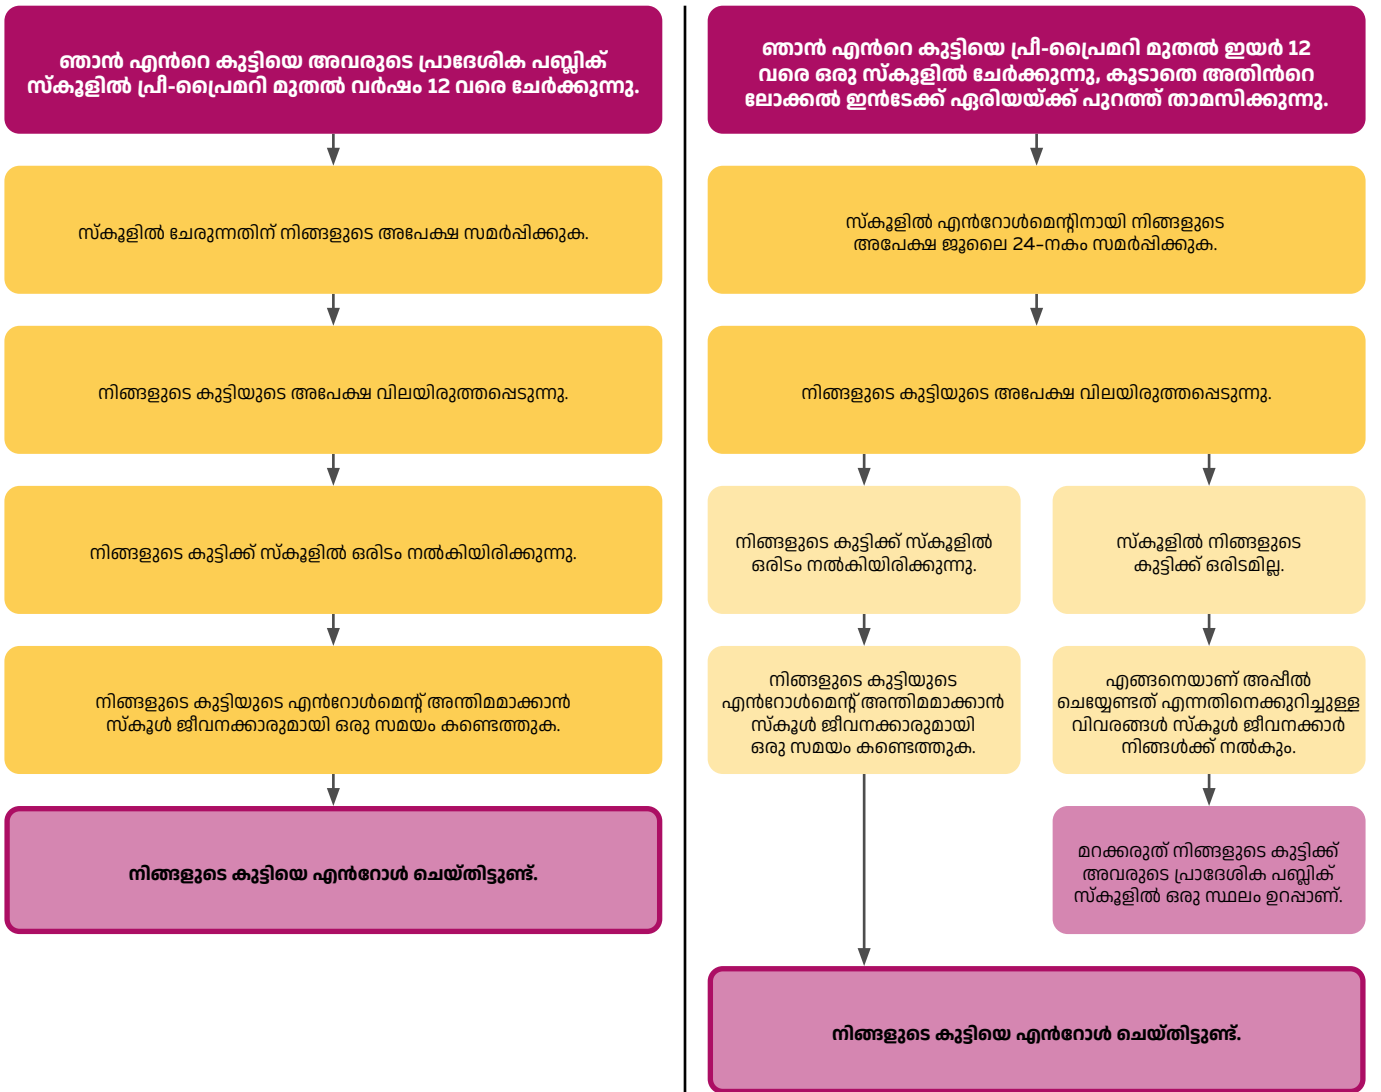 ഞാൻ എൻറെ കുട്ടിയെ അവരുടെ പ്രാദേശിക പബ്ലിക്
സ്കൂളിൽ പ്രീ-പ്രൈമറി മുതൽ വർഷം 12 വരെ ചേർക്കുന്നു.
സ്കൂളിൽ ചേരുന്നതിന് നിങ്ങളുടെ അപേക്ഷ സമർപ്പിക്കുക.
നിങ്ങളുടെ കുട്ടിയുടെ അപേക്ഷ വിലയിരുത്തപ്പെടുന്നു.
നിങ്ങളുടെ കുട്ടിക്ക് സ്കൂളിൽ ഒരിടം നൽകിയിരിക്കുന്നു.
നിങ്ങളുടെ കുട്ടിയുടെ എൻറോൾമെന്റ് അന്തിമമാക്കാൻ
സ്കൂൾ ജീവനക്കാരുമായി ഒരു സമയം കണ്ടെത്തുക.
നിങ്ങളുടെ കുട്ടിയെ എൻറോൾ ചെയ്തിട്ടുണ്ട്.
ഞാൻ എൻറെ കുട്ടിയെ പ്രീ-പ്രൈമറി മുതൽ ഇയർ 12
വരെ ഒരു സ്കൂളിൽ ചേർക്കുന്നു, കൂടാതെ അതിൻറെ
ലോക്കൽ ഇൻടേക്ക് ഏരിയയ്ക്ക് പുറത്ത് താമസിക്കുന്നു.
സ്കൂളിൽ എൻറോൾമെന്റിനായി നിങ്ങളുടെ
അപേക്ഷ ജൂലൈ 24-നകം സമർപ്പിക്കുക.
നിങ്ങളുടെ കുട്ടിയുടെ അപേക്ഷ വിലയിരുത്തപ്പെടുന്നു.
നിങ്ങളുടെ കുട്ടിക്ക് സ്കൂളിൽ
ഒരിടം നൽകിയിരിക്കുന്നു.
നിങ്ങളുടെ കുട്ടിയുടെ
എൻറോൾമെന്റ് അന്തിമമാക്കാൻ
സ്കൂൾ ജീവനക്കാരുമായി
ഒരു സമയം കണ്ടെത്തുക.
സ്കൂളിൽ നിങ്ങളുടെ
കുട്ടിക്ക് ഒരിടമില്ല.
എങ്ങനെയാണ് അപ്പീൽ
ചെയ്യേണ്ടത് എന്നതിനെക്കുറിച്ചുള്ള
വിവരങ്ങൾ സ്കൂൾ ജീവനക്കാർ
നിങ്ങൾക്ക് നൽകും.
മറക്കരുത് നിങ്ങളുടെ കുട്ടിക്ക്
അവരുടെ പ്രാദേശിക പബ്ലിക്
സ്കൂളിൽ ഒരു സ്ഥലം ഉറപ്പാണ്.
നിങ്ങളുടെ കുട്ടിയെ എൻറോൾ ചെയ്തിട്ടുണ്ട്.